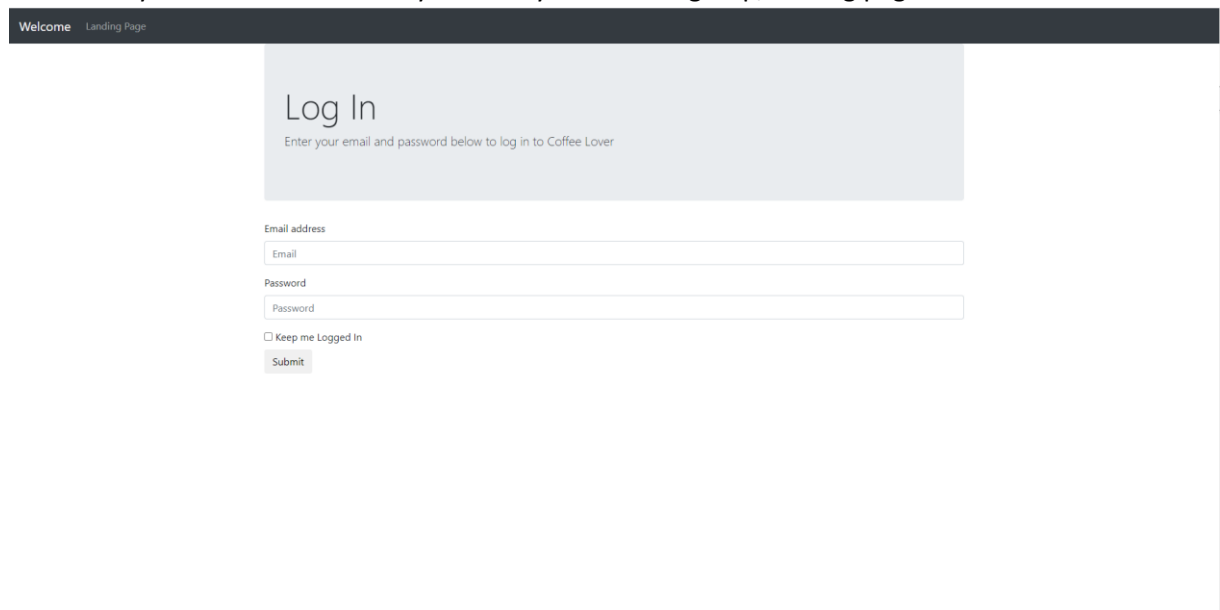 Welcome Landing Page
Log In
Enter your email and password below to log in to Coffee Lover
Email address
Email
Password
Password
Keep me Logged In
Submit